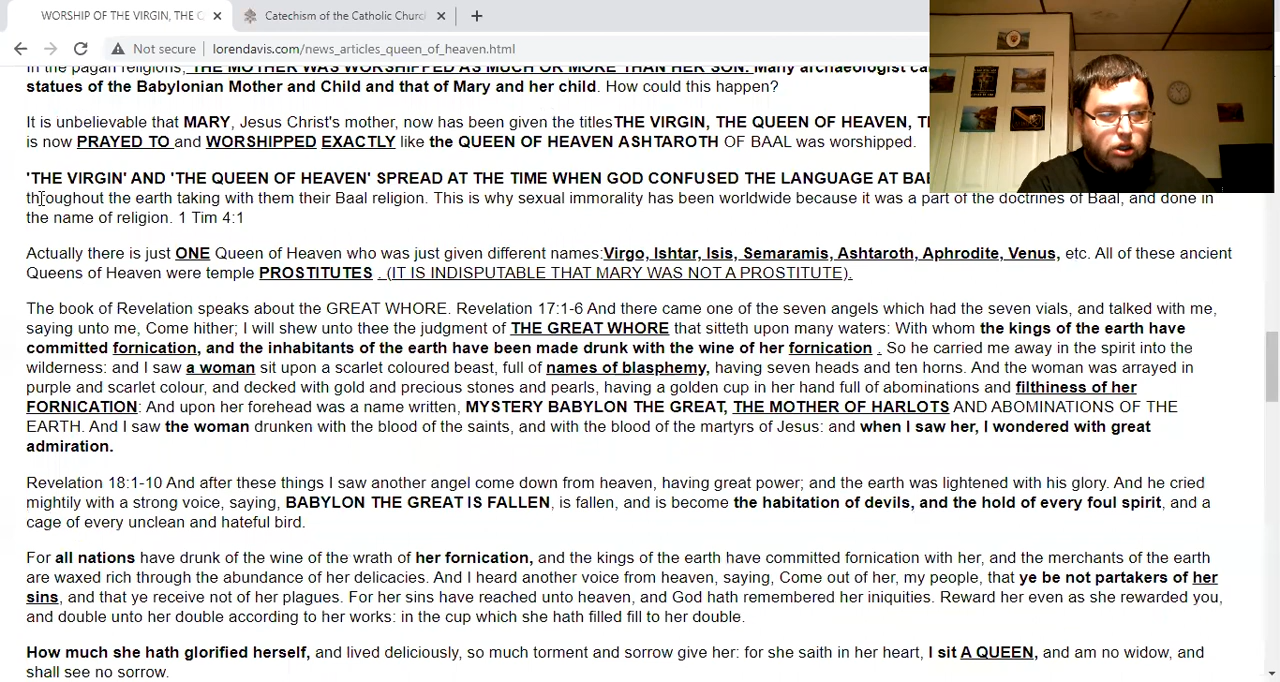 WORSHIP OF THE VIRGIN, THE
Catechism of the Catholic Churc
Not secure lorendavis.com/news_articles_queen_of_heaven.html
In the pagan religions, THE MOTHER WAS WORSHIPPED AS MUCH OR MORE THAN HER SON. Many archaeologist
statues of the Babylonian Mother and Child and that of Mary and her child. How could this happen?
It is unbelievable that MARY, Jesus Christ's mother, now has been given the titlesTHE VIRGIN, THE QUEEN OF HEAVEN,
is now PRAYED TO and WORSHIPPED EXACTLY like the QUEEN OF HEAVEN ASHTAROTH OF BAAL was worshipped.
'THE VIRGIN' AND 'THE QUEEN OF HEAVEN' SPREAD AT THE TIME WHEN GOD CONFUSED THE LANGUAGE AT
throughout the earth taking with them their Baal religion. This is why sexual immorality has been worldwide because it was a part of the doctrines of Baal, and done in
the name of religion. 1 Tim 4:1
Actually there is just ONE Queen of Heaven who was just given different names:Virgo, Ishtar, Isis, Semaramis, Ashtaroth, Aphrodite, Venus, etc. All of these ancient
Queens of Heaven were temple PROSTITUTES . (IT IS INDISPUTABLE THAT MARY WAS NOT A PROSTITUTE).
The book of Revelation speaks about the GREAT WHORE. Revelation 17:1-6 And there came one of the seven angels which had the seven vials, and talked with me,
saying unto me, Come hither; I will shew unto thee the judgment of THE GREAT WHORE that sitteth upon many waters: With whom the kings of the earth have
committed fornication, and the inhabitants of the earth have been made drunk with the wine of her fornication . So he carried me away in the spirit into the
wilderness: and I saw a woman sit upon a scarlet coloured beast, full of names of blasphemy, having seven heads and ten horns. And the woman was arrayed in
purple and scarlet colour, and decked with gold and precious stones and pearls, having a golden cup in her hand full of abominations and filthiness of her
FORNICATION: And upon her forehead was a name written, MYSTERY BABYLON THE GREAT, THE MOTHER OF HARLOTS AND ABOMINATIONS OF THE
EARTH. And I saw the woman drunken with the blood of the saints, and with the blood of the martyrs of Jesus: and when I saw her, I wondered with great
admiration.
Revelation 18:1-10 And after these things I saw another angel come down from heaven, having great power; and the earth was lightened with his glory. And he cried
mightily with a strong voice, saying, BABYLON THE GREAT IS FALLEN, is fallen, and is become the habitation of devils, and the hold of every foul spirit, and a
cage of every unclean and hateful bird.
For all nations have drunk of the wine of the wrath of her fornication, and the kings of the earth have committed fornication with her, and the merchants of the earth
are waxed rich through the abundance of her delicacies. And I heard another voice from heaven, saying, Come out of her, my people, that ye be not partakers of her
sins, and that ye receive not of her plagues. For her sins have reached unto heaven, and God hath remembered her iniquities. Reward her even as she rewarded you,
and double unto her double according to her works: in the cup which she hath filled fill to her double.
How much she hath glorified herself, and lived deliciously, so much torment and sorrow give her: for she saith in her heart, I sit A QUEEN, and am no widow, and
shall see no sorrow.